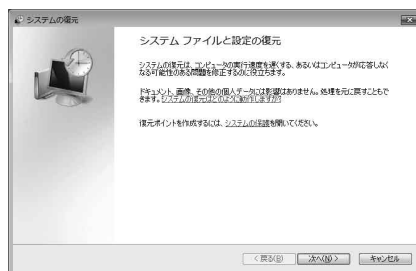 システムの復元
システム ファイルと設定の復元
システムの復元は、コンピュータの実行速度を遅くする、あるいはコンピュータが応答しなく
なる可能性のある問題を修正するのに役立ちます。
ドキュメント、画像、その他の個人データには影響はありません。処理を元に戻すこともで
きます。システムの復元はどのように動作しますか?
復元ポイントを作成するには、システムの保護を開いてください。
< 戻る(B)
次へ(N) >
キャンセル